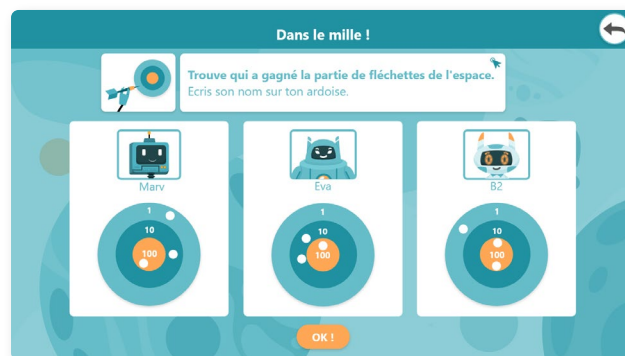 Dans le mille !
Trouve qui a gagné la partie de fléchettes de l'espace.
Ecris son nom sur ton ardoise.
Marv
Eva
B2
1
10
100
1
10
100
1
10
100
OK !